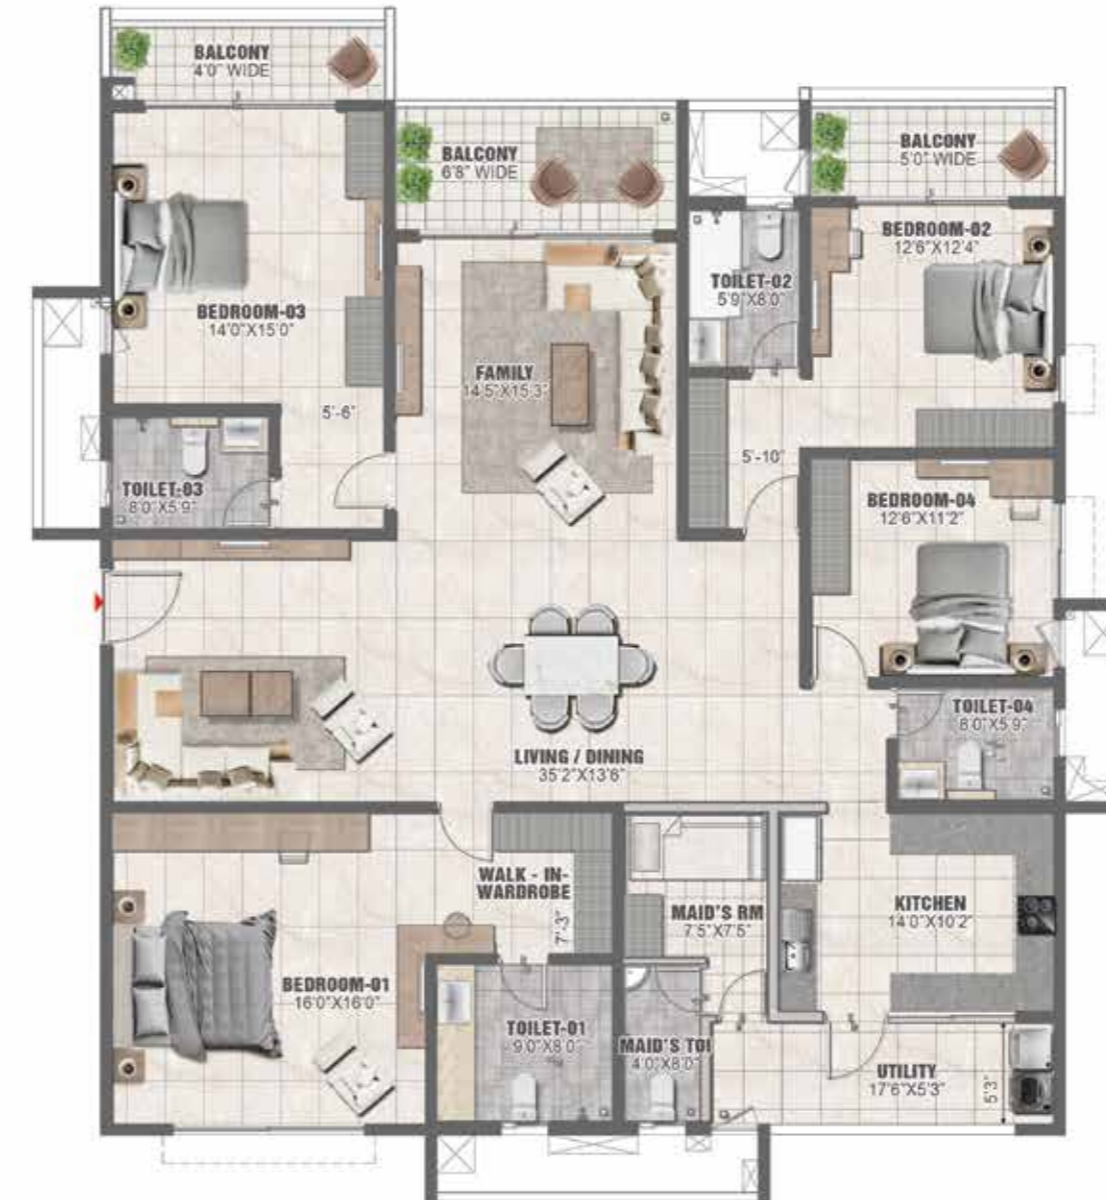 BALCONY
4'0" WIDE
BALCONY
6'8" WIDE
BALCONY
5'0" WIDE
BEDROOM-02
12'6"X12'4"
TOILET-02
5'9"X8'0"
BEDROOM-03
14'0"X15'0"
FAMILY
14'5"X15'3"
5'-6"
5'-10"
TOILET-03
8'0"X5'9"
BEDROOM-04
12'6"X11'2"
TOILET-04
8'0"X5'9"
LIVING / DINING
35'2"X13'6"
WALK - IN-
WARDROBE
7'-3"
MAID'S RM
7'5"X7'5"
KITCHEN
14'0"X10'2"
BEDROOM-01
16'0"X16'0"
TOILET-01
9'0"X8'0"
MAID'S TOI
4'0"X8'0"
UTILITY
17'6"X5'3"
5'3"